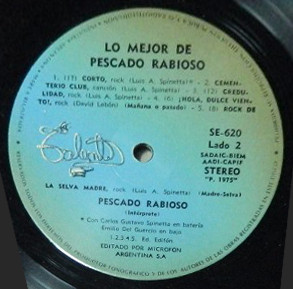 LO MEJOR DE
PESCADO RABIOSO
1. (17) CORTO, rock (Luis A. Spinetta)* - 2. CEMEN-
TERIO CLUB, canción (Luis A. Spinetta) - 3. (12) CREDU-
LIDAD, rock (Luis A. Spinetta) - 4. (6) ¡HOLA, DULCE VIEN-
TO!, rock (David Lebón) (Mañana o pasado) - 5. (18) ROCK DE
SE-620
Lado 2
SADAIC-BIEM
AADI-CAPIF
STEREO
"P. 1975"
Talent
LA SELVA MADRE, rock (Luis A. Spinetta) (Madre-Selva)
PESCADO RABIOSO
(Intérprete)
* Con Carlos Gustavo Spinetta en batería
Emilio Del Guercio en bajo
1.2.3.4.5. Ed. Edifón
EDITADO POR MICROFON
ARGENTINA S.A